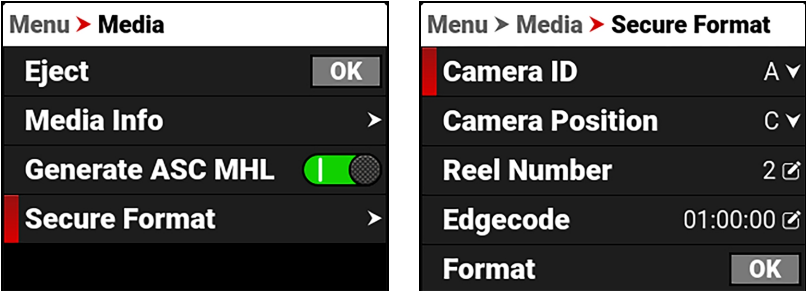 Menu > Media
Eject OK
Media Info >
Generate ASC MHL
Secure Format >
Menu > Media > Secure Format
Camera ID A
Camera Position C
Reel Number 2
Edgecode 01:00:00
Format OK